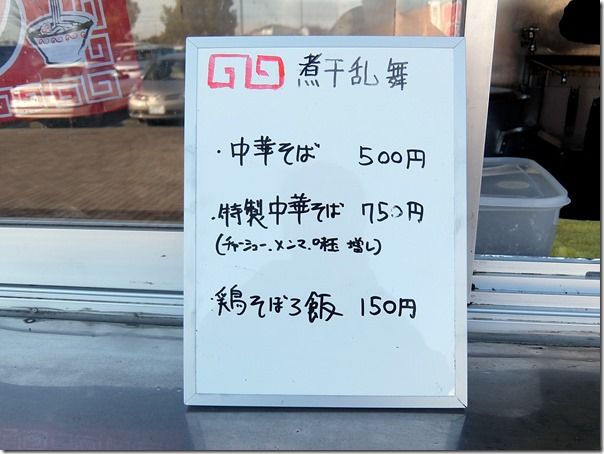 煮干乱舞
・中華そば 500円
・特製中華そば 750円
(チャーシュー、メンマ、味玉 増し)
・鶏そぼろ飯 150円